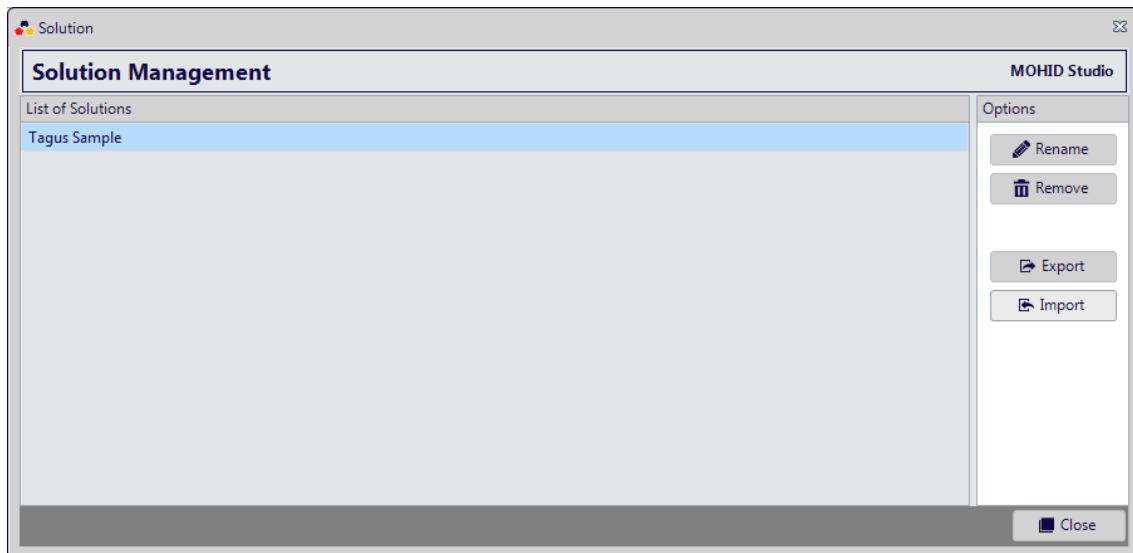 Solution
Solution Management
MOHID Studio
List of Solutions
Options
Tagus Sample
Rename
Remove
Export
Import
Close